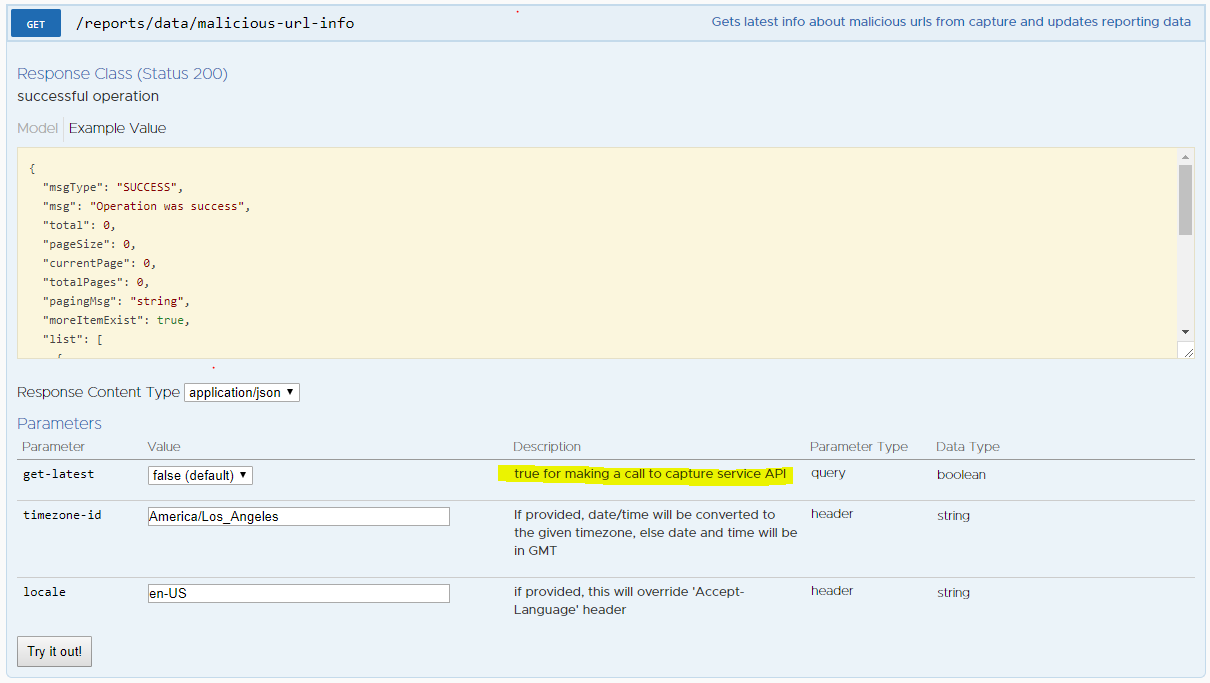 GET /reports/data/malicious-url-info Gets latest info about malicious urls from capture and updates reporting data
Response Class (Status 200)
successful operation
Model Example Value
{
"msgType": "SUCCESS",
"msg": "Operation was success",
"total": 0,
"pageSize": 0,
"currentPage": 0,
"totalPages": 0,
"pagingMsg": "string",
"moreItemExist": true,
"list": [
{
Response Content Type application/json
Parameters
Parameter Value Description Parameter Type Data Type
get-latest false (default) true for making a call to capture service API query boolean
timezone-id America/Los_Angeles If provided, date/time will be converted to header string
the given timezone, else date and time will be
in GMT
locale en-US if provided, this will override 'Accept- header string
Language' header
Try it out!